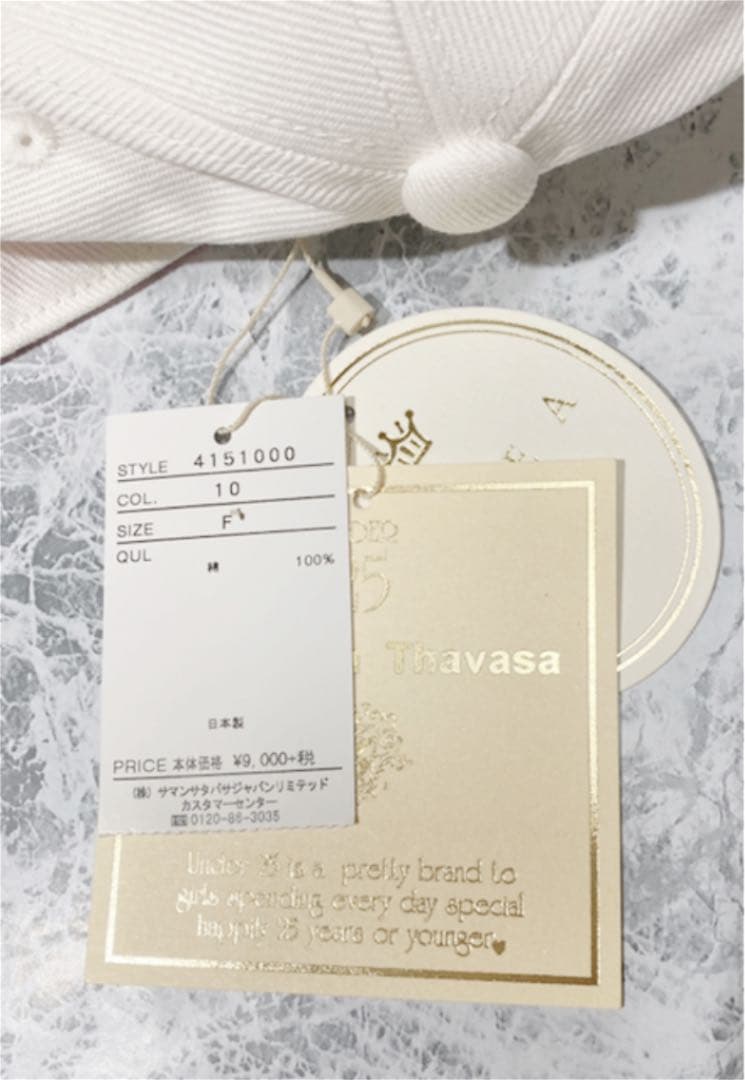 STYLE 4151000
COL. 10
SIZE F
QUL
綿 100%
日本製
PRICE 本体価格 ¥9,000+税
(株) サマンサタバサジャパンリミテッド
カスタマーセンター
0120-86-3035
Thavasa
Under 25 is a pretty brand to
girls spending every day special
happily 25 years or younger